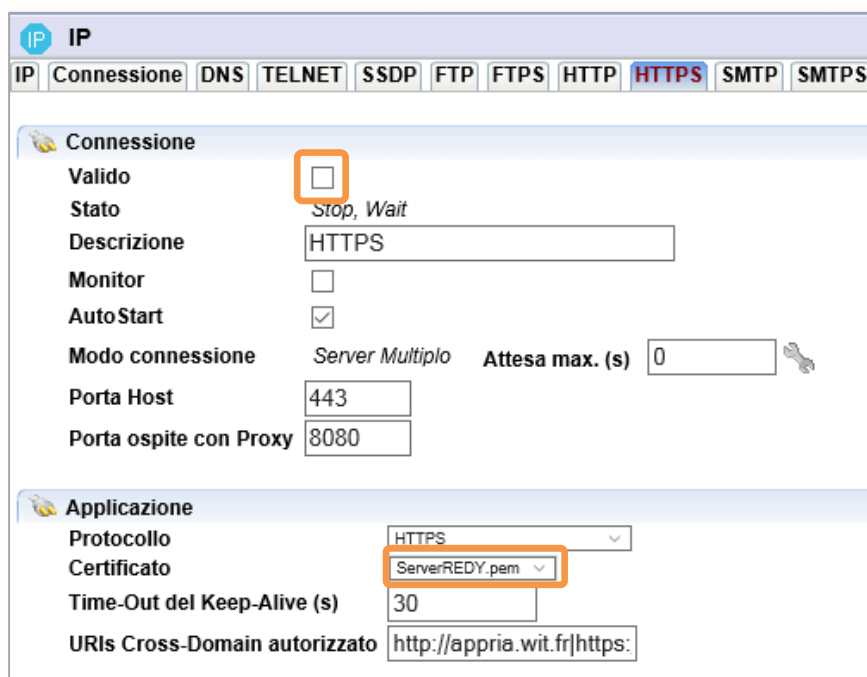 IP IP
IP Connessione DNS TELNET SSDP FTP FTPS HTTP HTTPS SMTP SMTPS
Connessione
Valido
Stato Stop, Wait
Descrizione HTTPS
Monitor
AutoStart
Modo connessione Server Multiplo Attesa max. (s) 0
Porta Host 443
Porta ospite con Proxy 8080
Applicazione
Protocollo HTTPS
Certificato ServerREDY.pem
Time-Out del Keep-Alive (s) 30
URIs Cross-Domain autorizzato http://appria.wit.fr|https: